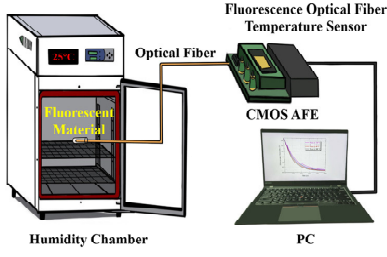 Fluorescence Optical Fiber
Temperature Sensor
Optical Fiber
Fluorescent
Material
CMOS AFE
Humidity Chamber
PC